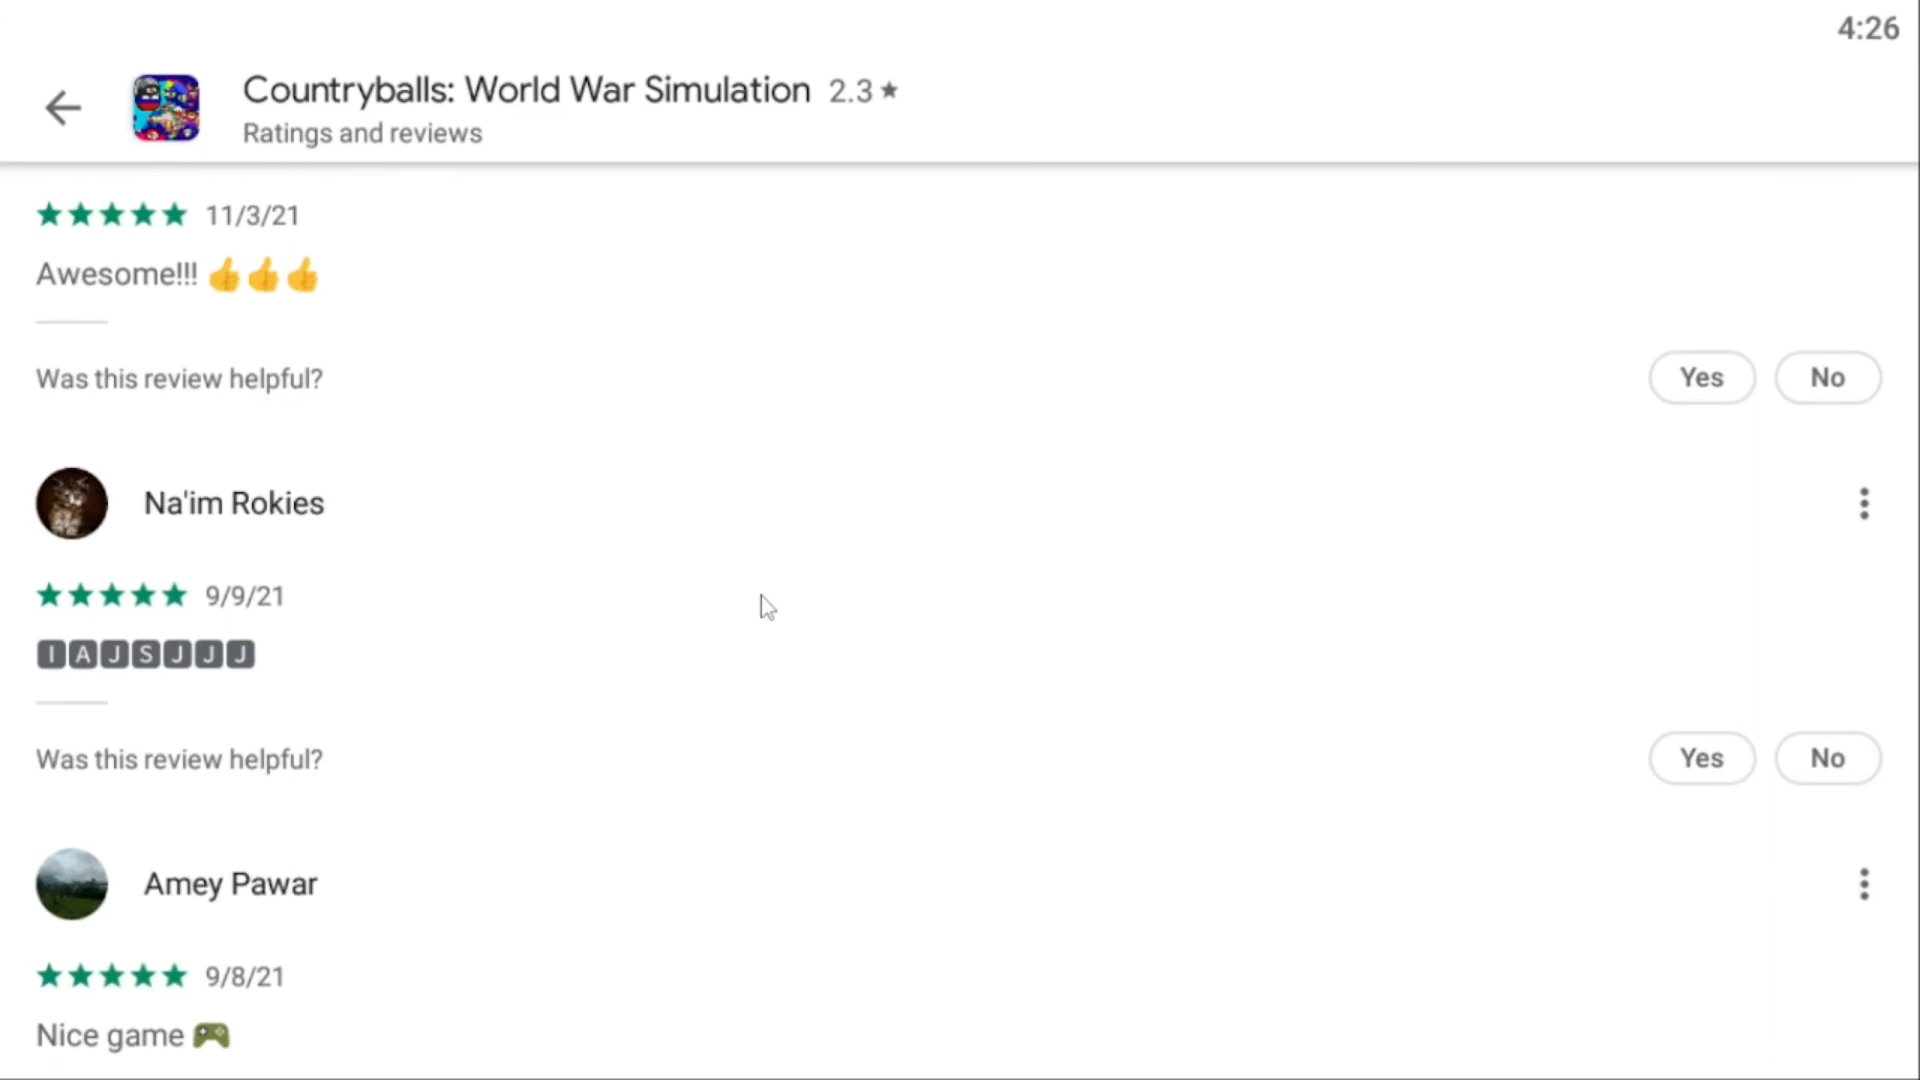 4:26
Countryballs: World War Simulation 2.3 ★
Ratings and reviews
★★★★★ 11/3/21
Awesome!!! 👍👍👍
Was this review helpful?
Yes No
Na'im Rokies
★★★★★ 9/9/21
🅸🅰🅹🆂🅹🅹🅹
Was this review helpful?
Yes No
Amey Pawar
★★★★★ 9/8/21
Nice game 🎮